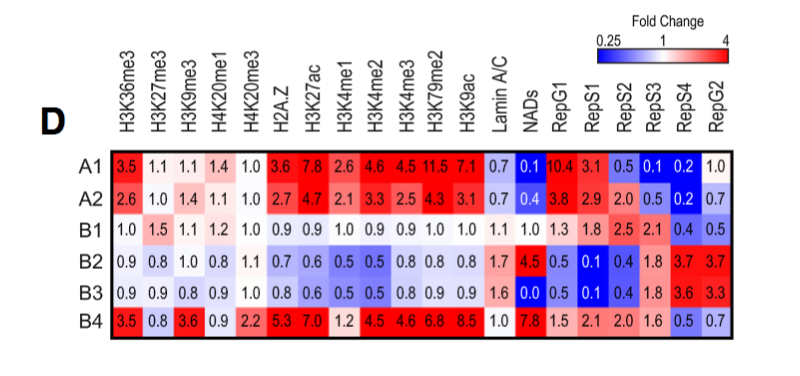 Fold Change
0.25 1 4
D
H3K36me3 H3K27me3 H3K9me3 H4K20me1 H4K20me3 H2A.Z H3K27ac H3K4me1 H3K4me2 H3K4me3 H3K79me2 H3K9ac Lamin A/C NADs RepG1 RepS1 RepS2 RepS3 RepS4 RepG2
A1 3.5 1.1 1.1 1.4 1.0 3.6 7.8 2.6 4.6 4.5 11.5 7.1 0.7 0.1 10.4 3.1 0.5 0.1 0.2 1.0
A2 2.6 1.0 1.4 1.1 1.0 2.7 4.7 2.1 3.3 2.5 4.3 3.1 0.7 0.4 3.8 2.9 2.0 0.5 0.2 0.7
B1 1.0 1.5 1.1 1.2 1.0 0.9 0.9 1.0 0.9 0.9 1.0 1.0 1.1 1.0 1.3 1.8 2.5 2.1 0.4 0.5
B2 0.9 0.8 1.0 0.8 1.1 0.7 0.6 0.5 0.5 0.8 0.8 0.8 1.7 4.5 0.5 0.1 0.4 1.8 3.7 3.7
B3 0.9 0.9 0.8 0.9 1.0 0.8 0.6 0.5 0.5 0.8 0.9 0.9 1.6 0.0 0.5 0.1 0.4 1.8 3.6 3.3
B4 3.5 0.8 3.6 0.9 2.2 5.3 7.0 1.2 4.5 4.6 6.8 8.5 1.0 7.8 1.5 2.1 2.0 1.6 0.5 0.7